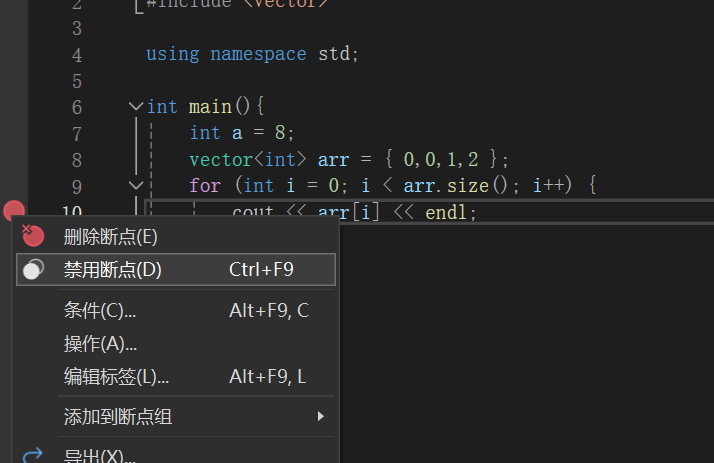 2 #include <vector>
3
4 using namespace std;
5
6 int main(){
7 int a = 8;
8 vector<int> arr = { 0,0,1,2 };
9 for (int i = 0; i < arr.size(); i++) {
10 cout << arr[i] << endl;
删除断点(E)
禁用断点(D) Ctrl+F9
条件(C)... Alt+F9, C
操作(A)...
编辑标签(L)... Alt+F9, L
添加到断点组
导出(X)...